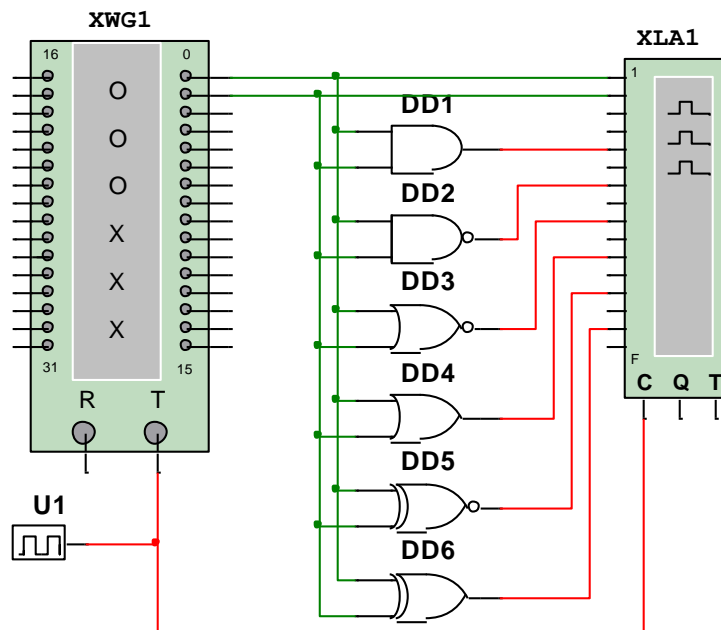 XWG1
XLA1
16 0
O
O
O
X
X
X
31 15
R T
U1
DD1
DD2
DD3
DD4
DD5
DD6
1
F
C Q T